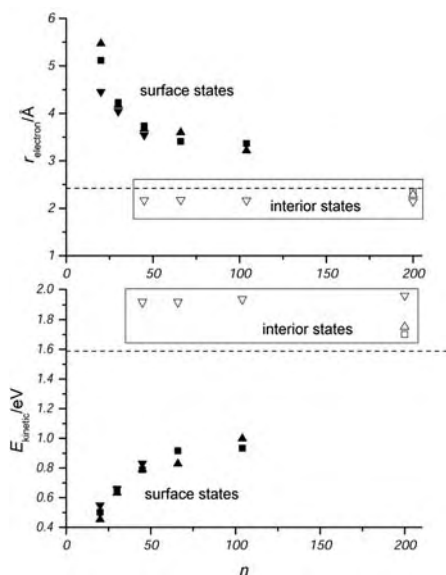 6
5
4
3
2
1
r electron/Å
surface states
interior states
0 50 100 150 200
2.0
1.8
1.6
1.4
1.2
1.0
0.8
0.6
0.4
E kinetic/eV
interior states
surface states
0 50 100 150 200
n